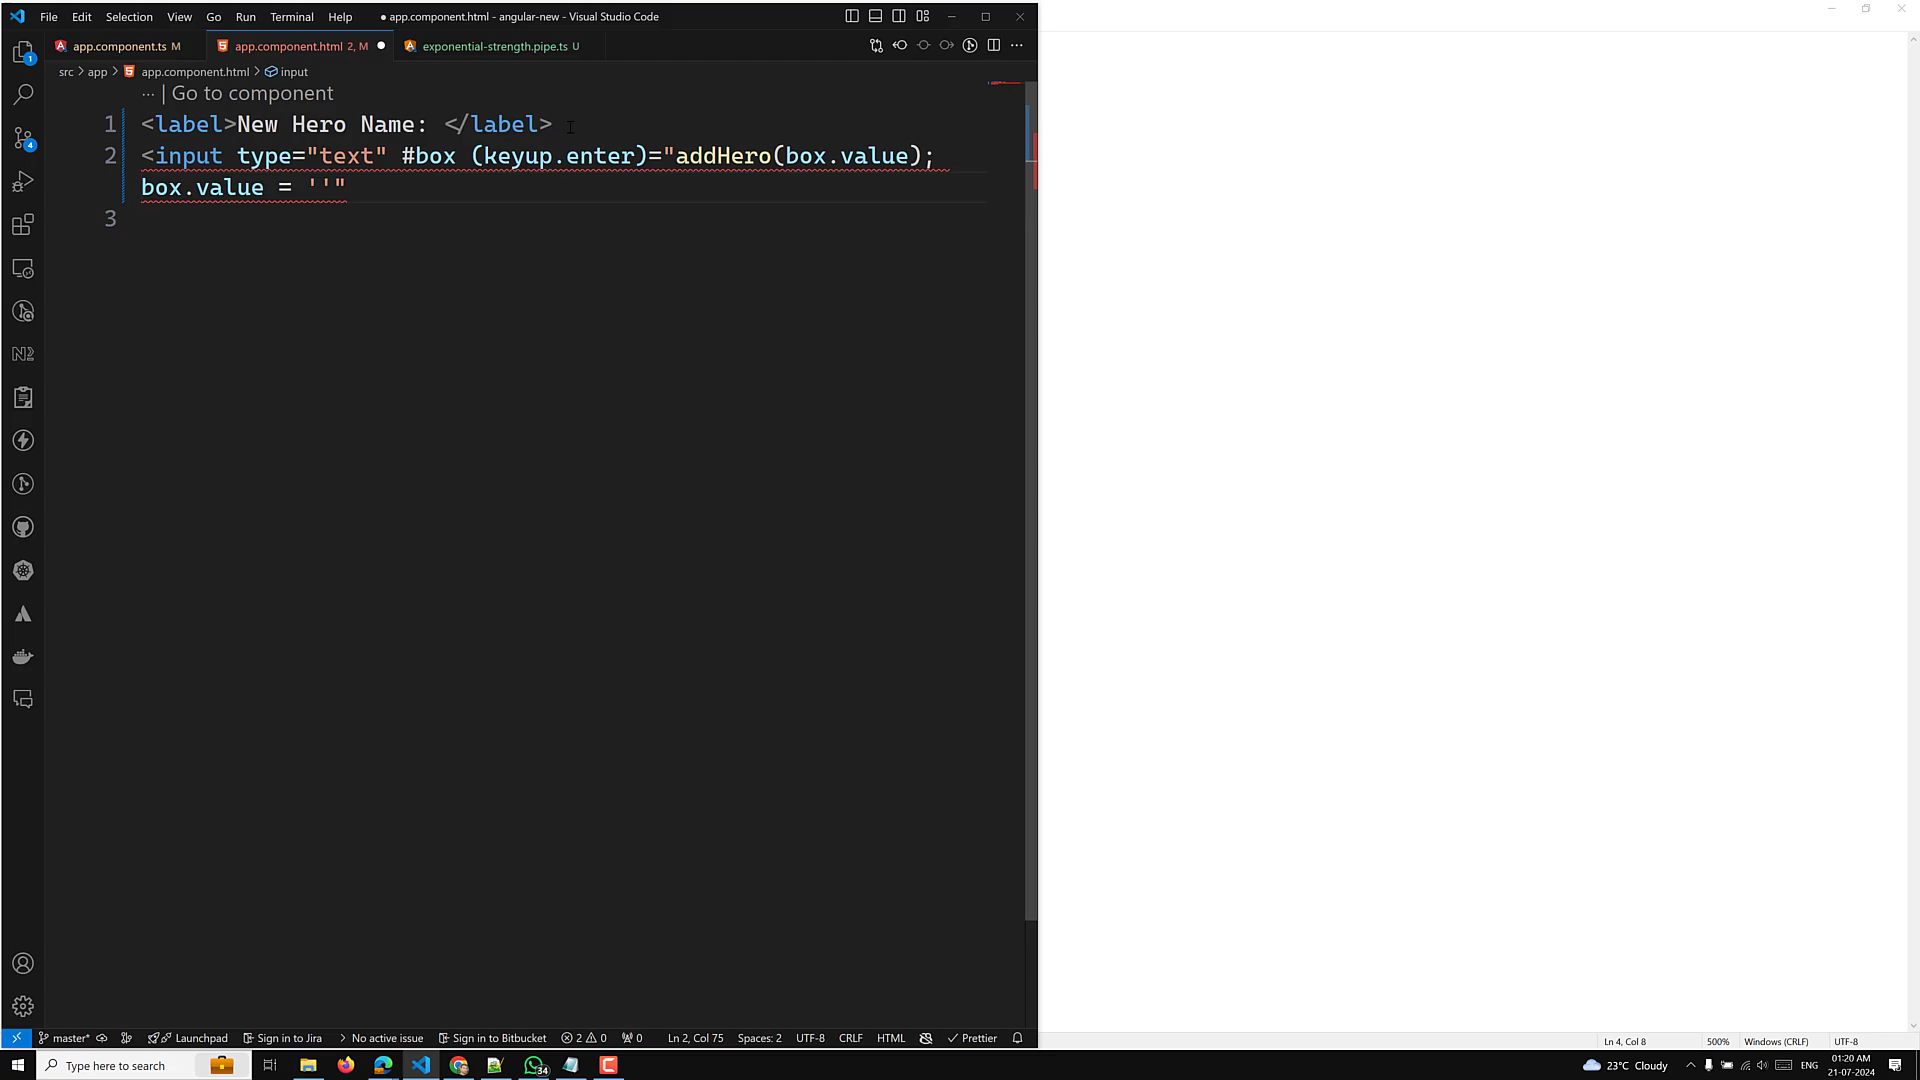 File Edit Selection View Go Run Terminal Help ● app.component.html - angular-new - Visual Studio Code
app.component.ts M app.component.html 2, M ● exponential-strength.pipe.ts U
src > app > app.component.html > input
··· | Go to component
1 <label>New Hero Name: </label>
2 <input type="text" #box (keyup.enter)="addHero(box.value);
box.value = ''"
3
1
4
master* Launchpad Sign in to Jira > No active issue Sign in to Bitbucket 2 0 0 Ln 2, Col 75 Spaces: 2 UTF-8 CRLF HTML Prettier
Ln 4, Col 8 500% Windows (CRLF) UTF-8
Type here to search 34 23°C Cloudy ENG 01:20 AM
21-07-2024